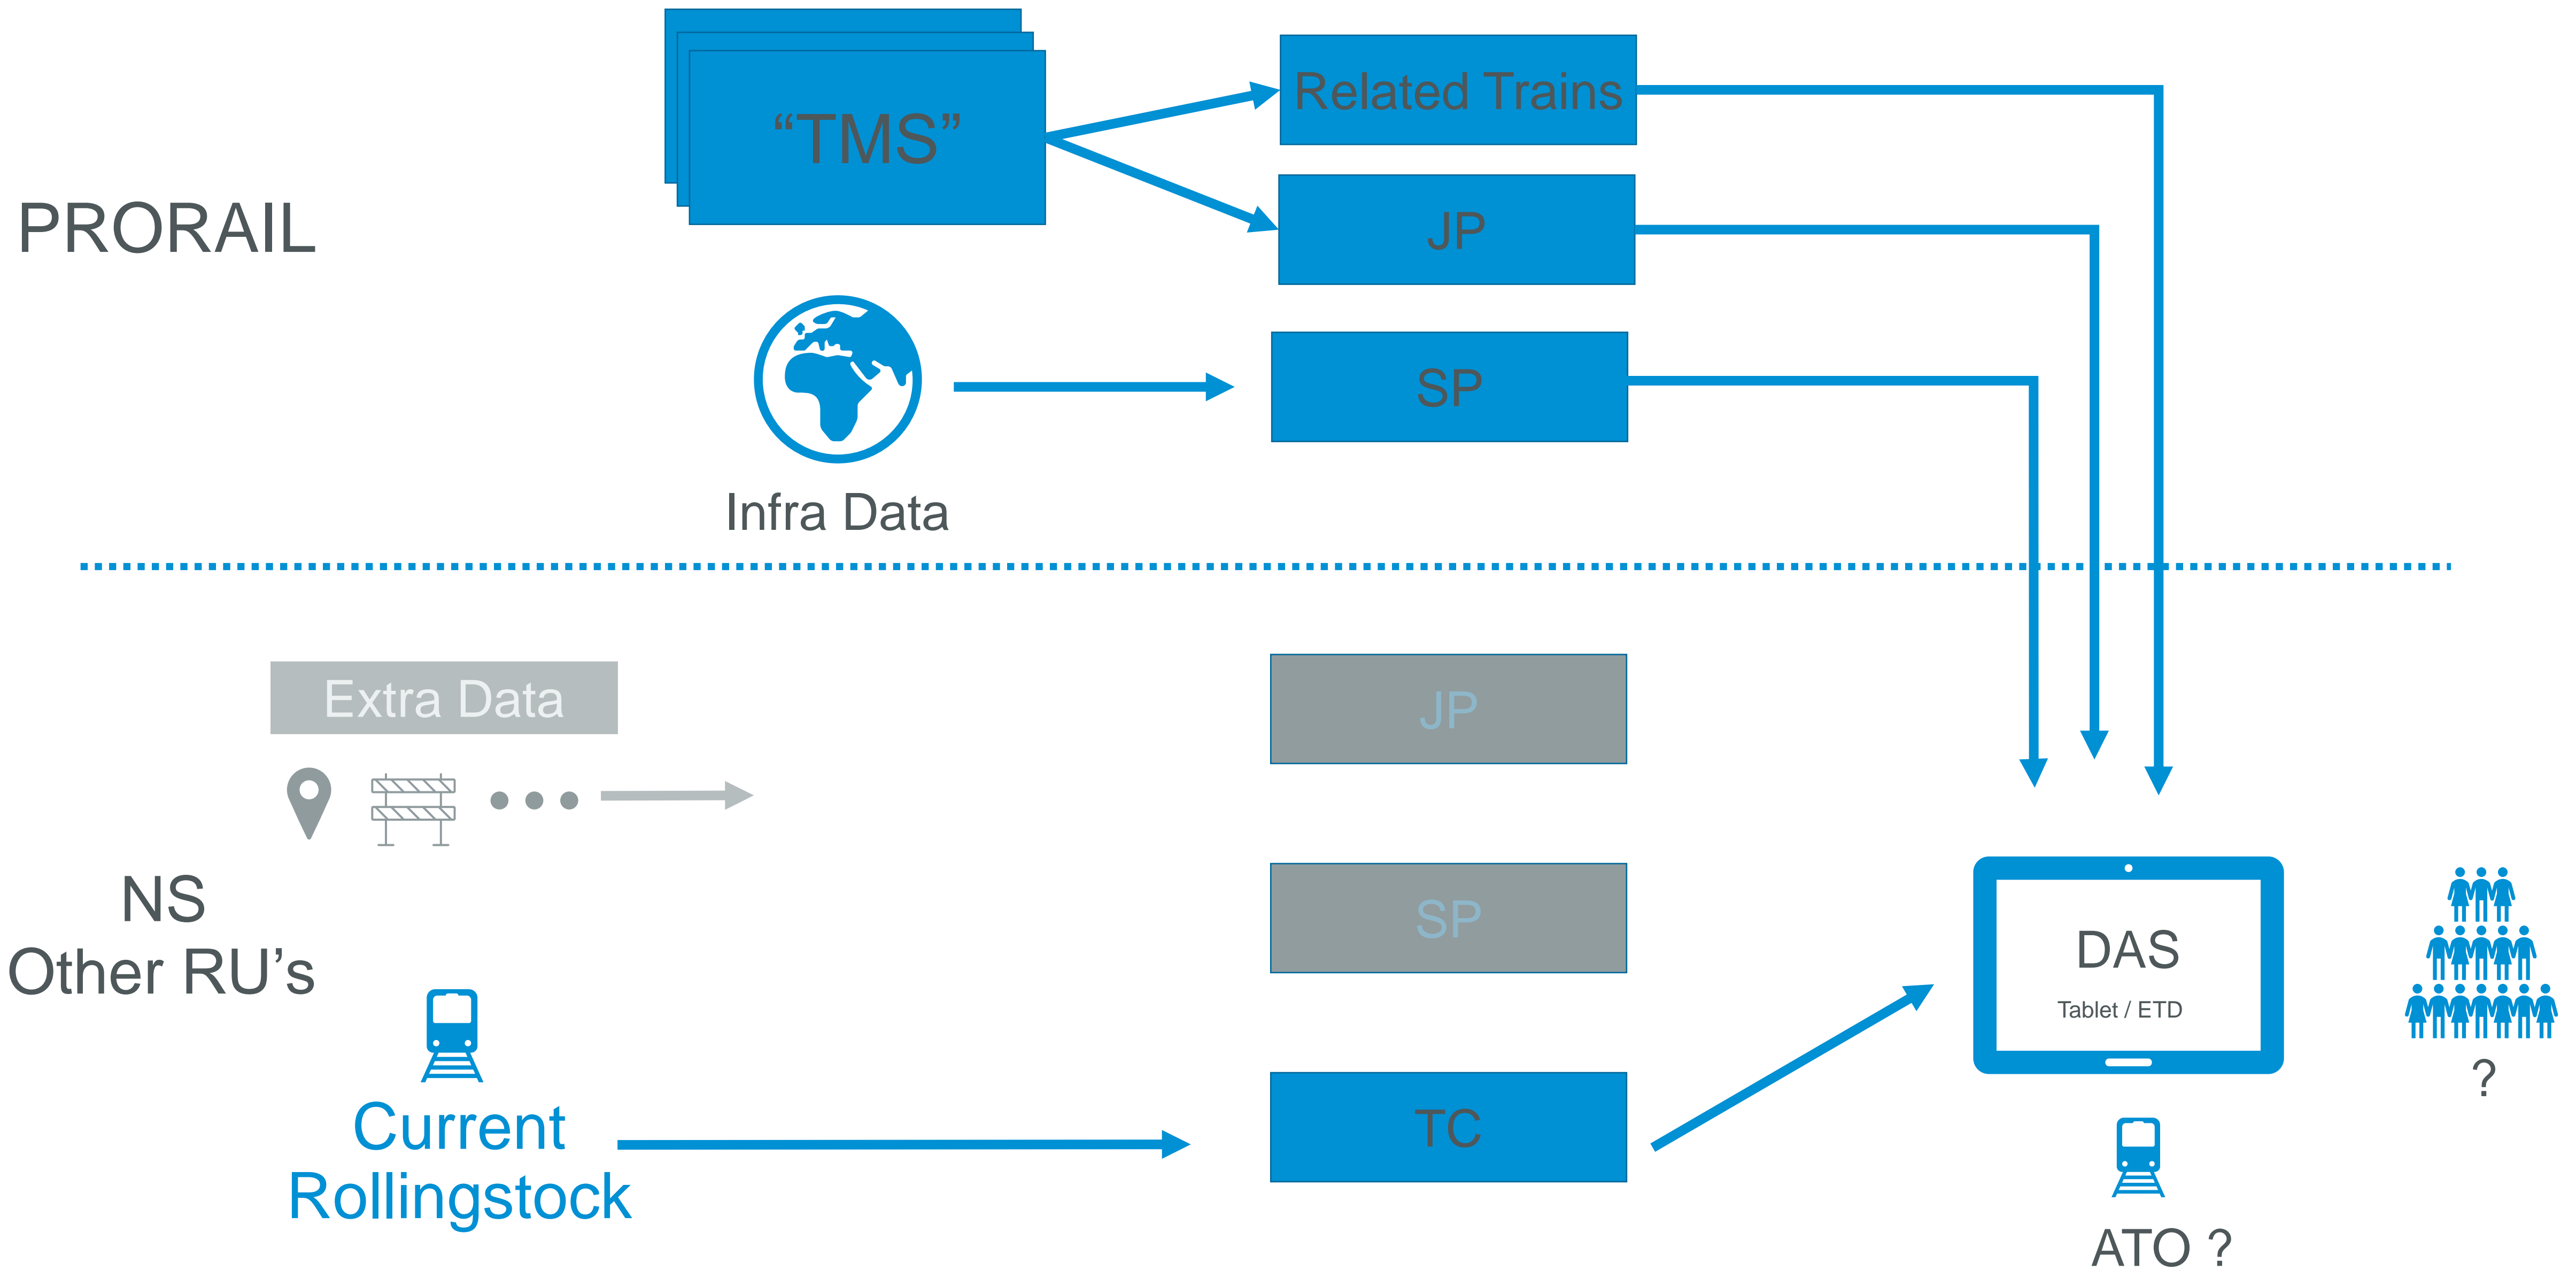 “TMS”
Related Trains
JP
PRORAIL
SP
Infra Data
Extra Data
JP
NS
Other RU’s
SP
DAS
Tablet / ETD
?
Current
Rollingstock
TC
ATO ?